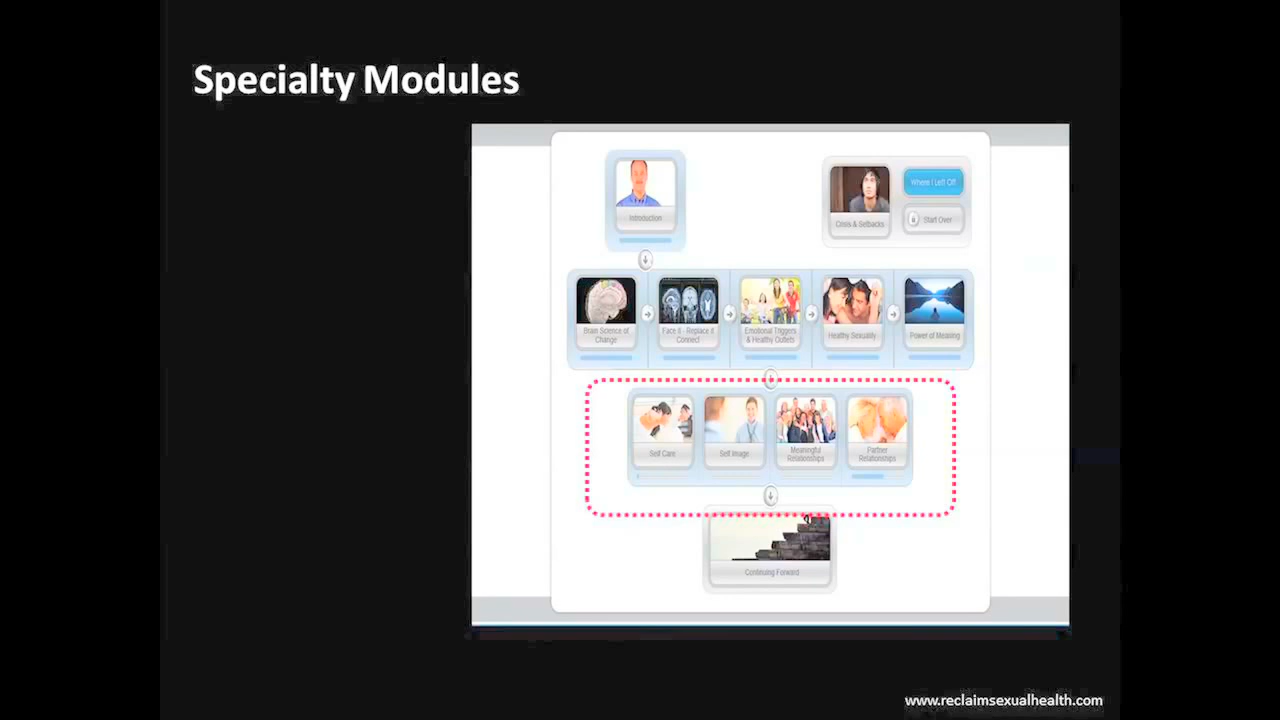 Specialty Modules
Introduction
Crisis & Setbacks
Where I Left Off
Start Over
Brain Science of
Change
Face It - Replace It
Connect
Emotional Triggers
& Healthy Outlets
Healthy Sexuality
Power of Meaning
Self Care
Self Image
Meaningful
Relationships
Partner
Relationships
Continuing Forward
www.reclaimsexualhealth.com